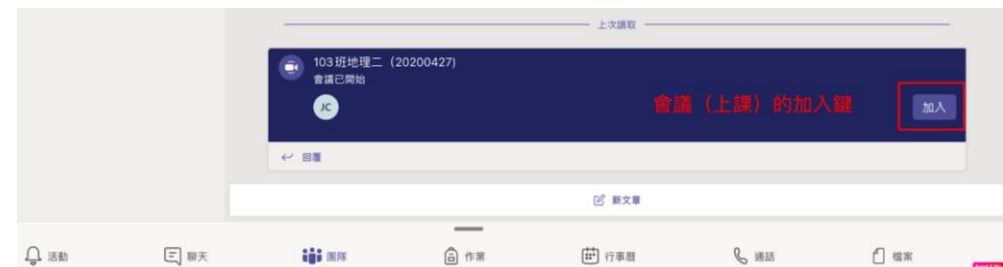 上次讀取
103班地理二（20200427)
會議已開始
JC
會議（上課）的加入鍵
加入
回覆
新文章
活動
聊天
團隊
作業
行事曆
通話
檔案